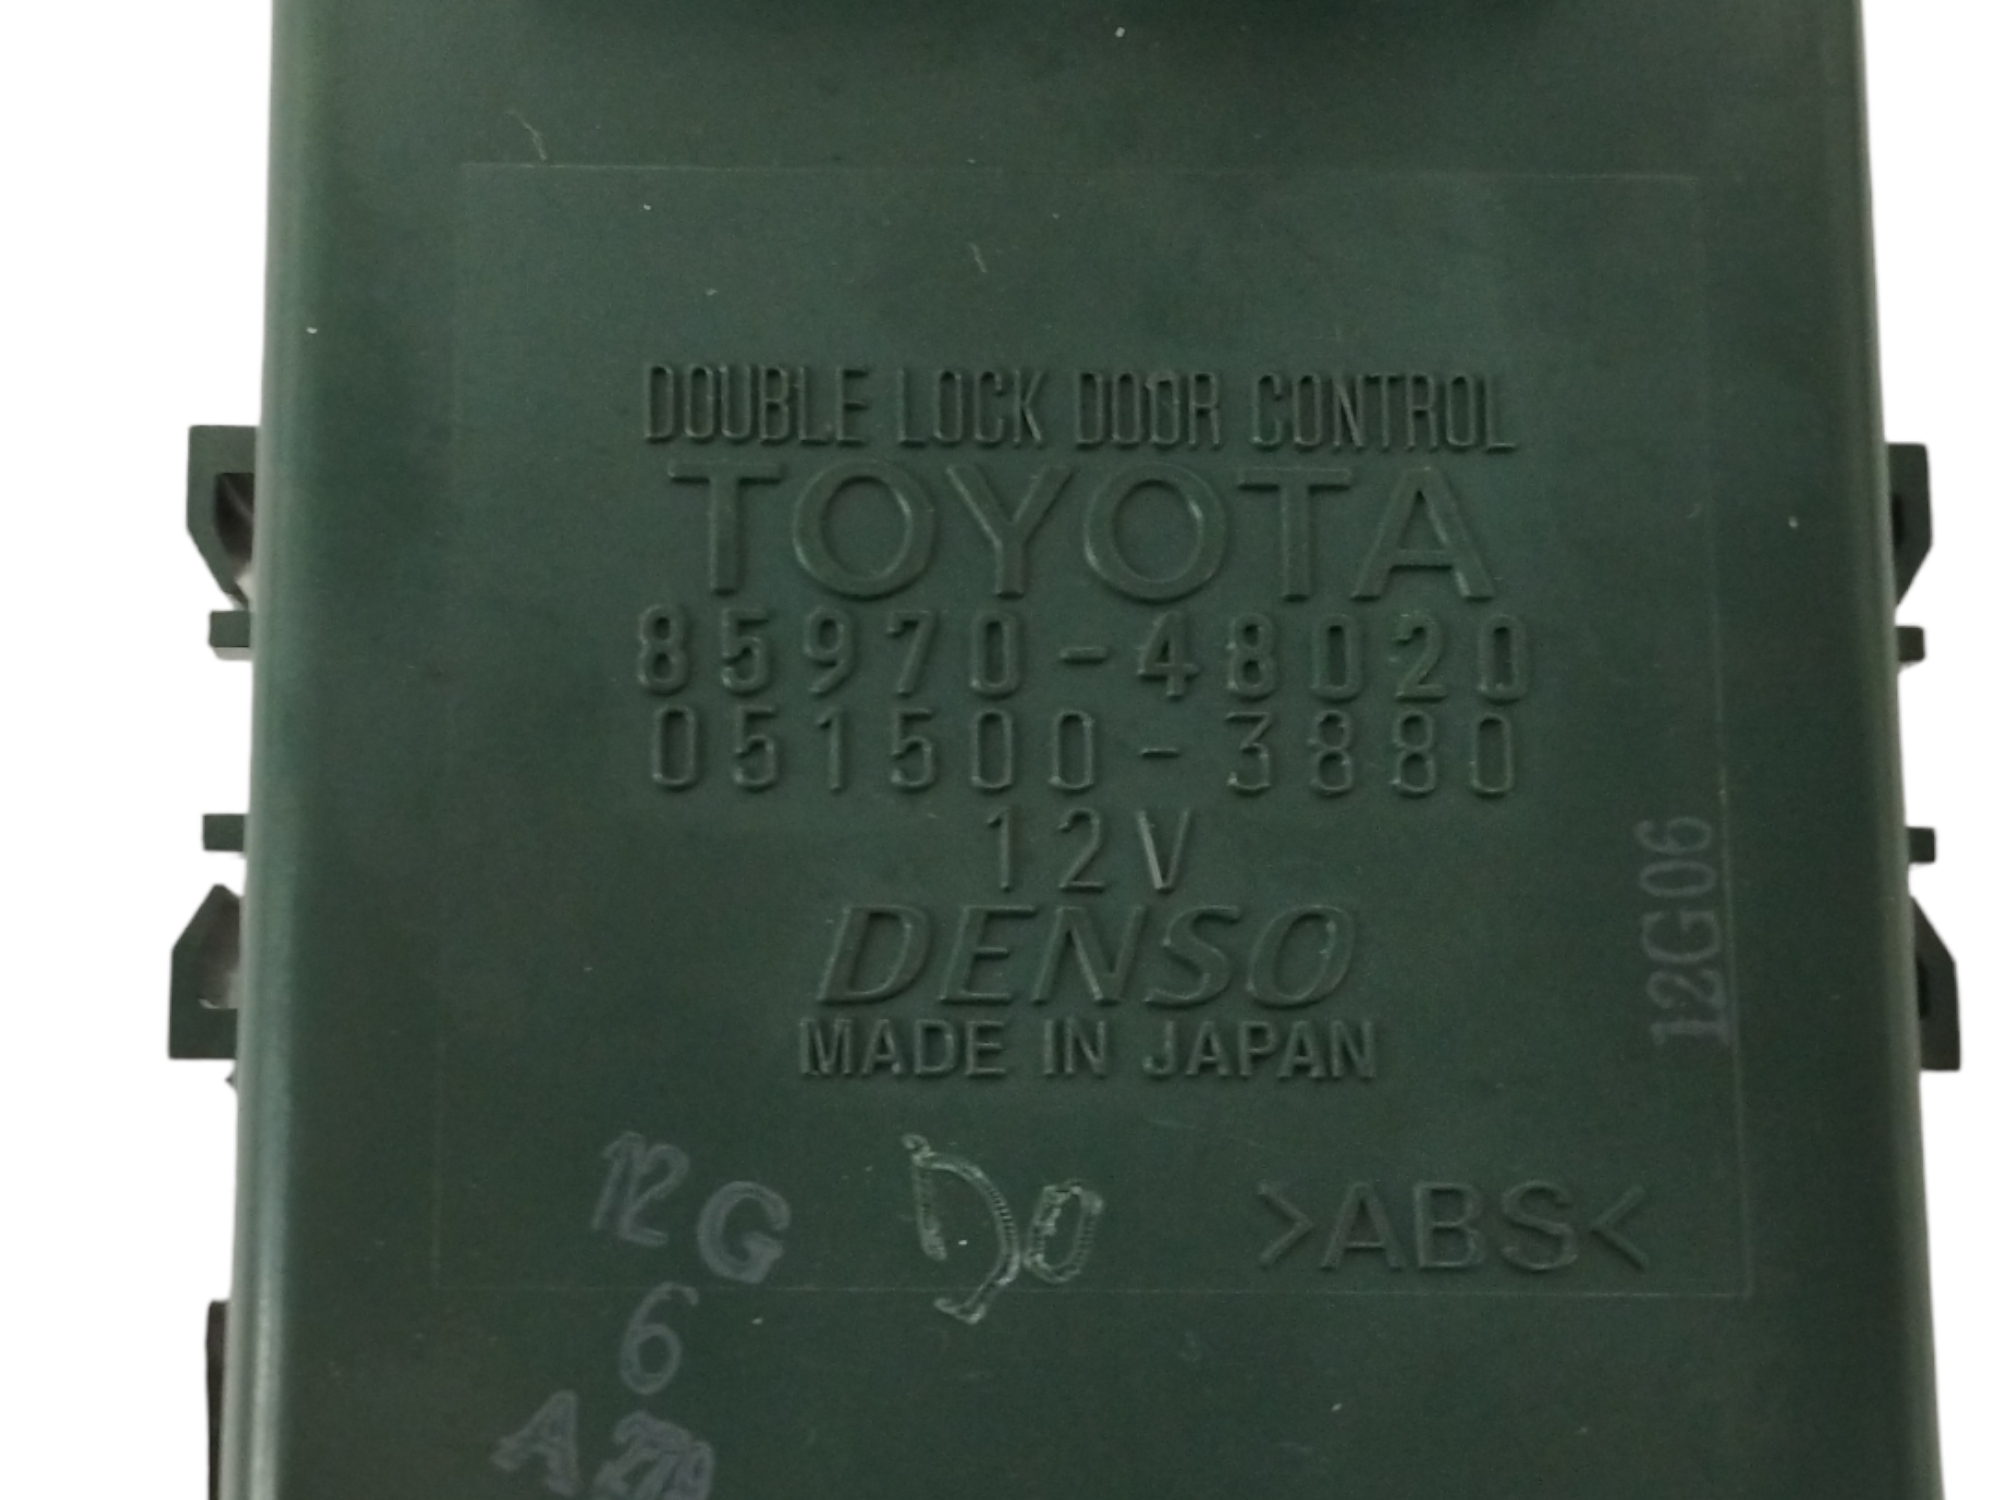 DOUBLE LOCK DOOR CONTROL
TOYOTA
85970-48020
051500-3880
12V
DENSO
MADE IN JAPAN
12G06
12G
>ABS<
6
A